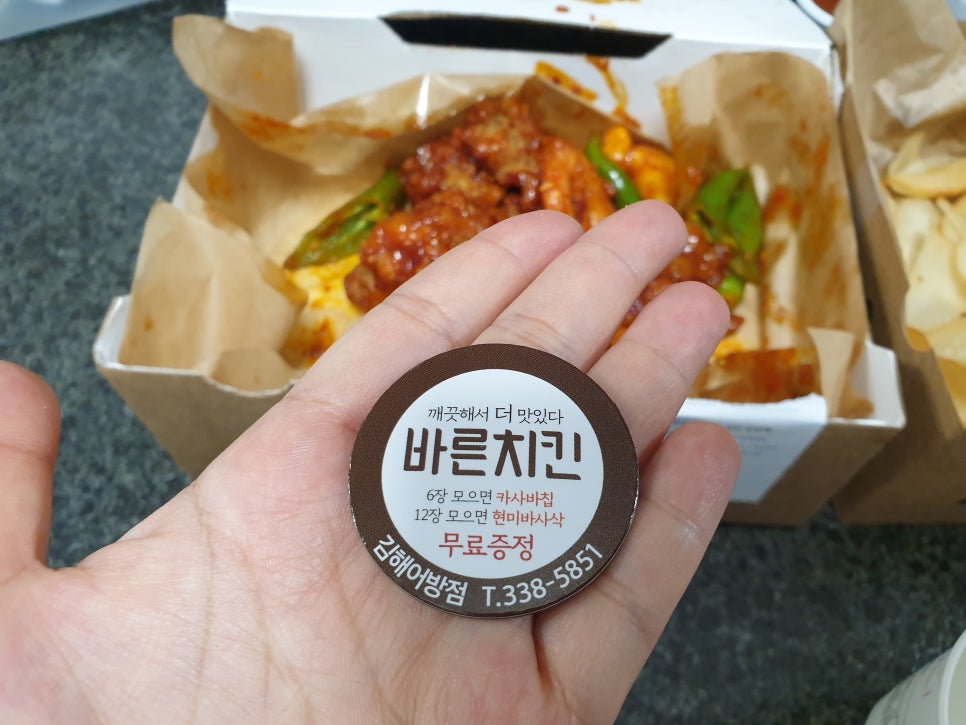 깨끗해서 더 맛있다
바른치킨
6장 모으면 카사바칩
12장 모으면 현미바사삭
무료증정
김해어방점 T.338-5851